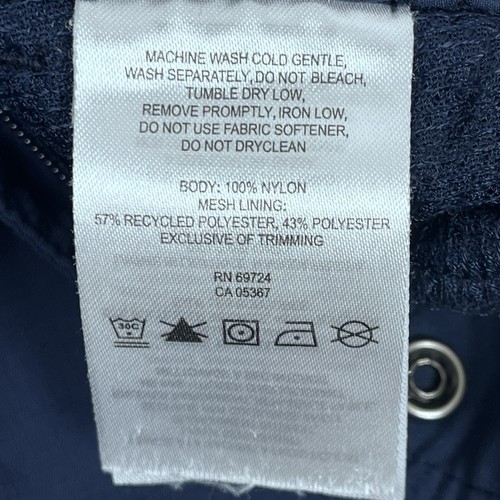 MACHINE WASH COLD GENTLE,
WASH SEPARATELY, DO NOT BLEACH,
TUMBLE DRY LOW,
REMOVE PROMPTLY, IRON LOW,
DO NOT USE FABRIC SOFTENER,
DO NOT DRYCLEAN
BODY: 100% NYLON
MESH LINING:
57% RECYCLED POLYESTER, 43% POLYESTER
EXCLUSIVE OF TRIMMING
RN 69724
CA 05367
30C